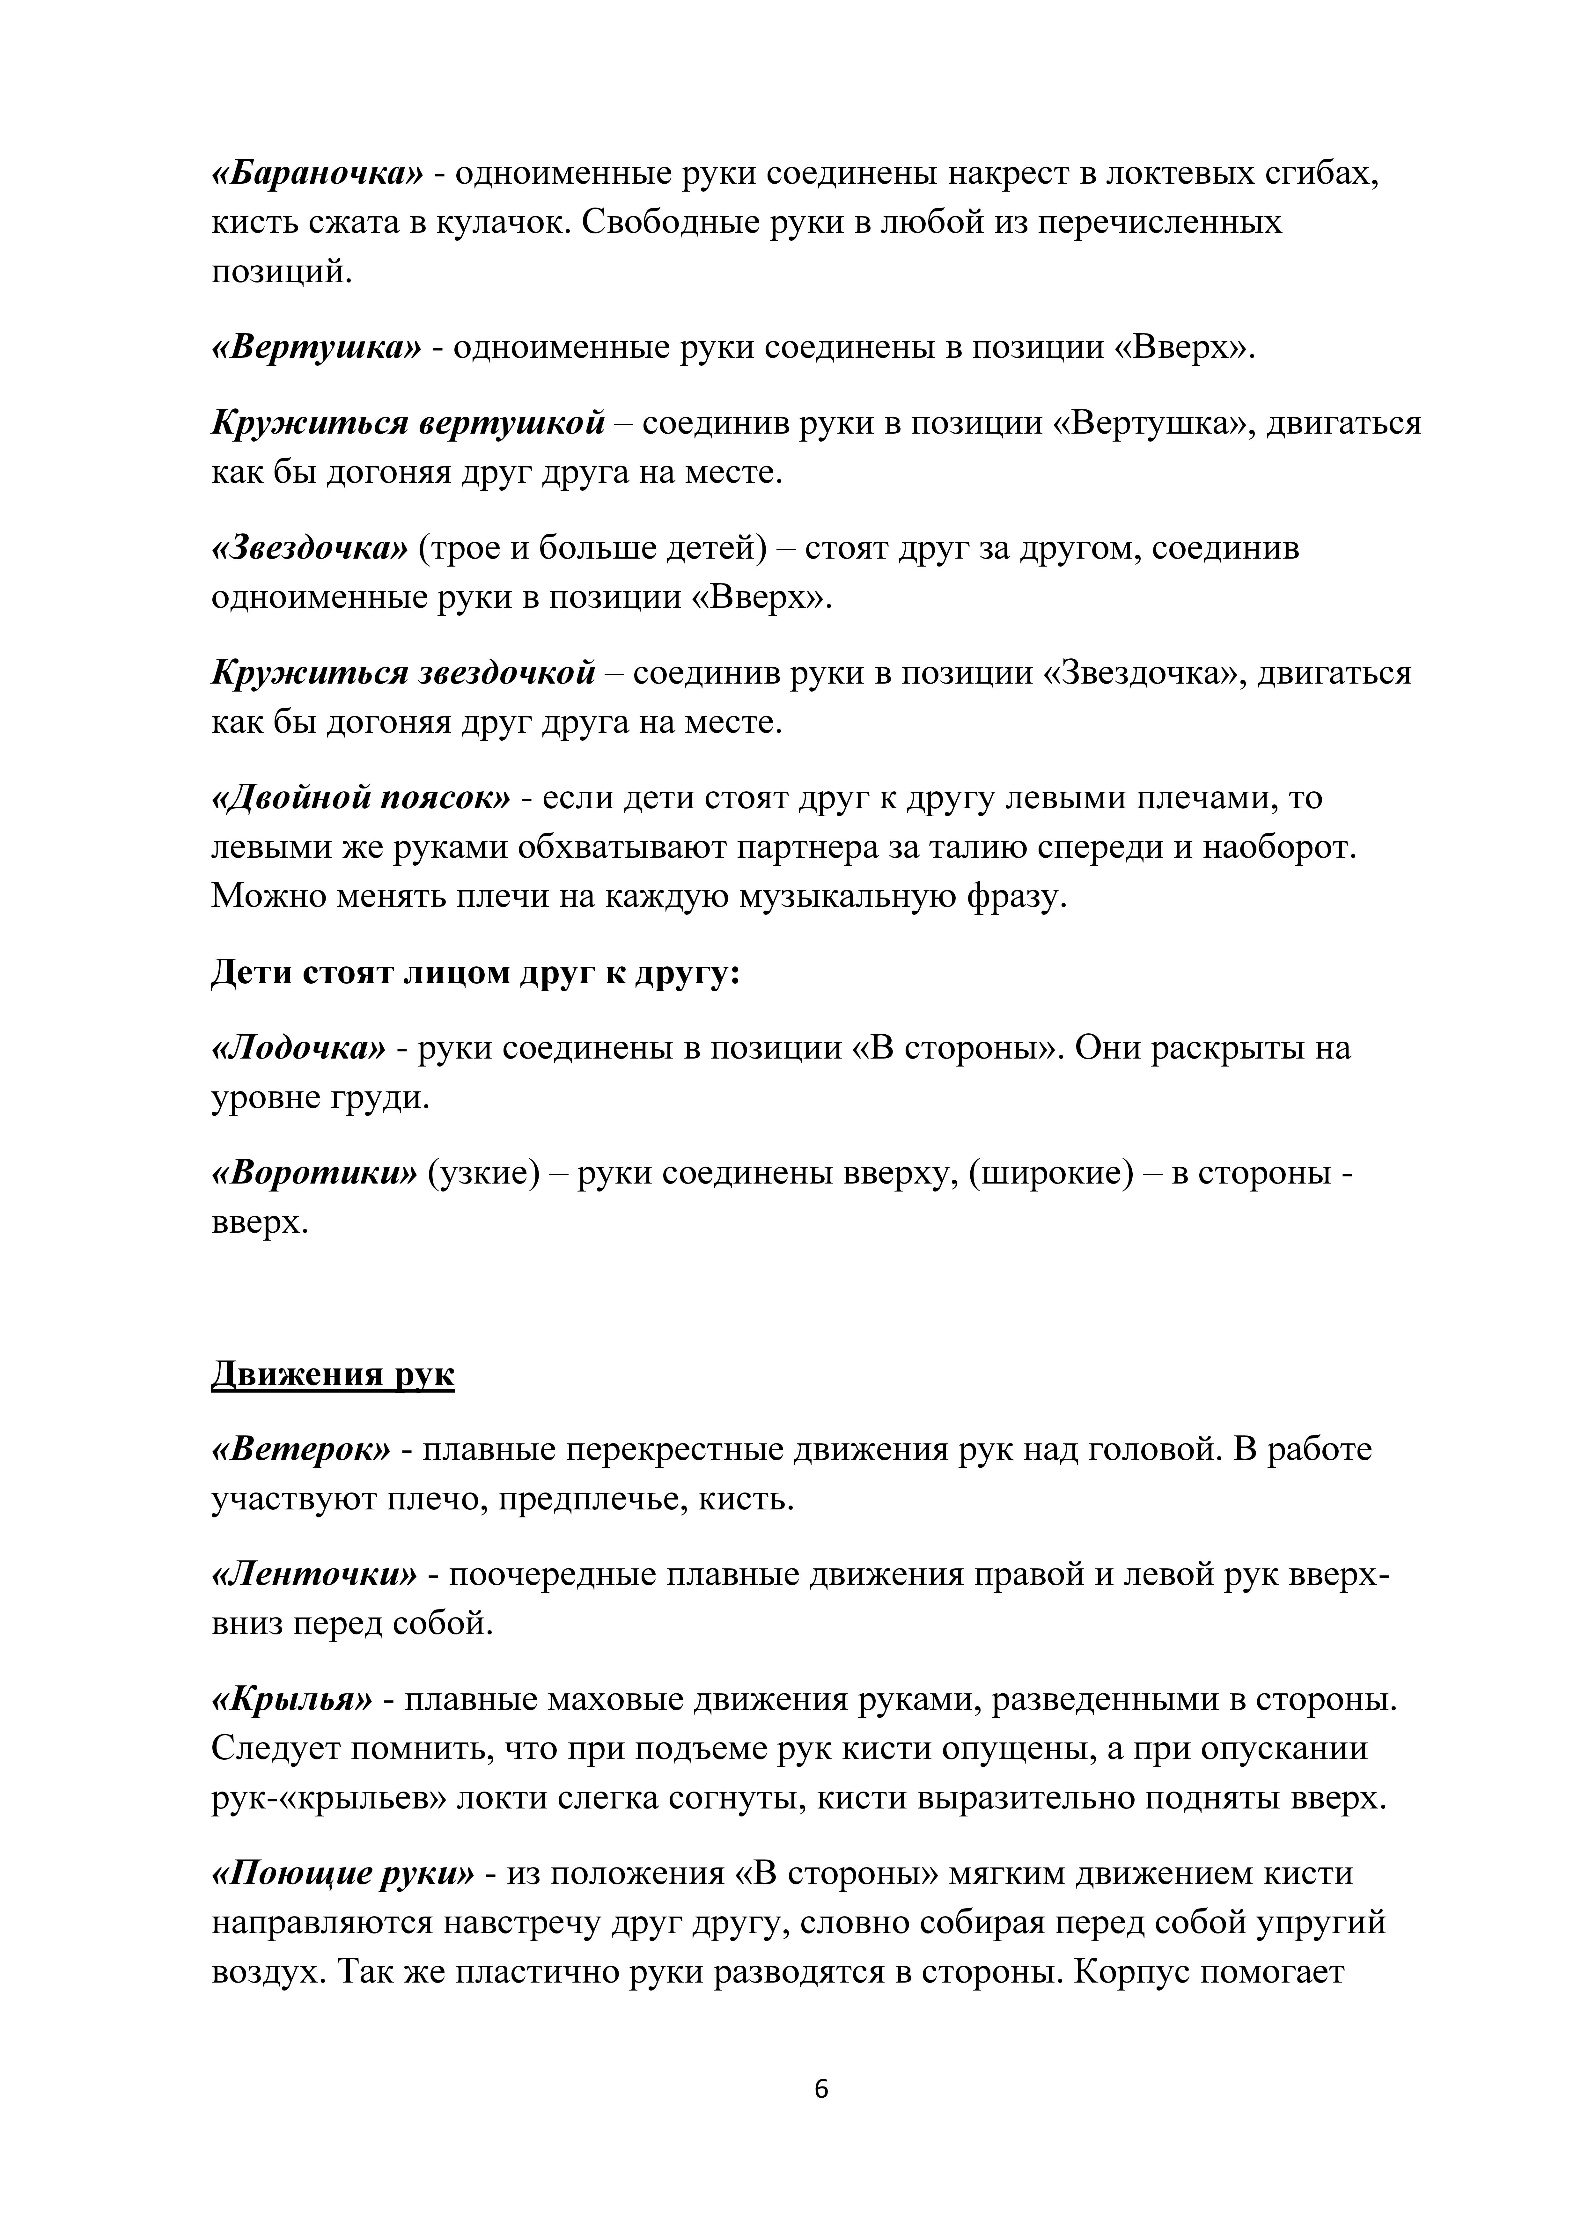 «Бараночка» - одноименные руки соединены накрест в локтевых сгибах,
кисть сжата в кулачок. Свободные руки в любой из перечисленных
позиций.
«Вертушка» - одноименные руки соединены в позиции «Вверх».
Кружиться вертушкой – соединив руки в позиции «Вертушка», двигаться
как бы догоняя друг друга на месте.
«Звездочка» (трое и больше детей) – стоят друг за другом, соединив
одноименные руки в позиции «Вверх».
Кружиться звездочкой – соединив руки в позиции «Звездочка», двигаться
как бы догоняя друг друга на месте.
«Двойной поясок» - если дети стоят друг к другу левыми плечами, то
левыми же руками обхватывают партнера за талию спереди и наоборот.
Можно менять плечи на каждую музыкальную фразу.
Дети стоят лицом друг к другу:
«Лодочка» - руки соединены в позиции «В стороны». Они раскрыты на
уровне груди.
«Воротики» (узкие) – руки соединены вверху, (широкие) – в стороны -
вверх.
Движения рук
«Ветерок» - плавные перекрестные движения рук над головой. В работе
участвуют плечо, предплечье, кисть.
«Ленточки» - поочередные плавные движения правой и левой рук вверх-
вниз перед собой.
«Крылья» - плавные маховые движения руками, разведенными в стороны.
Следует помнить, что при подъеме рук кисти опущены, а при опускании
рук-«крыльев» локти слегка согнуты, кисти выразительно подняты вверх.
«Поющие руки» - из положения «В стороны» мягким движением кисти
направляются навстречу друг другу, словно собирая перед собой упругий
воздух. Так же пластично руки разводятся в стороны. Корпус помогает
6